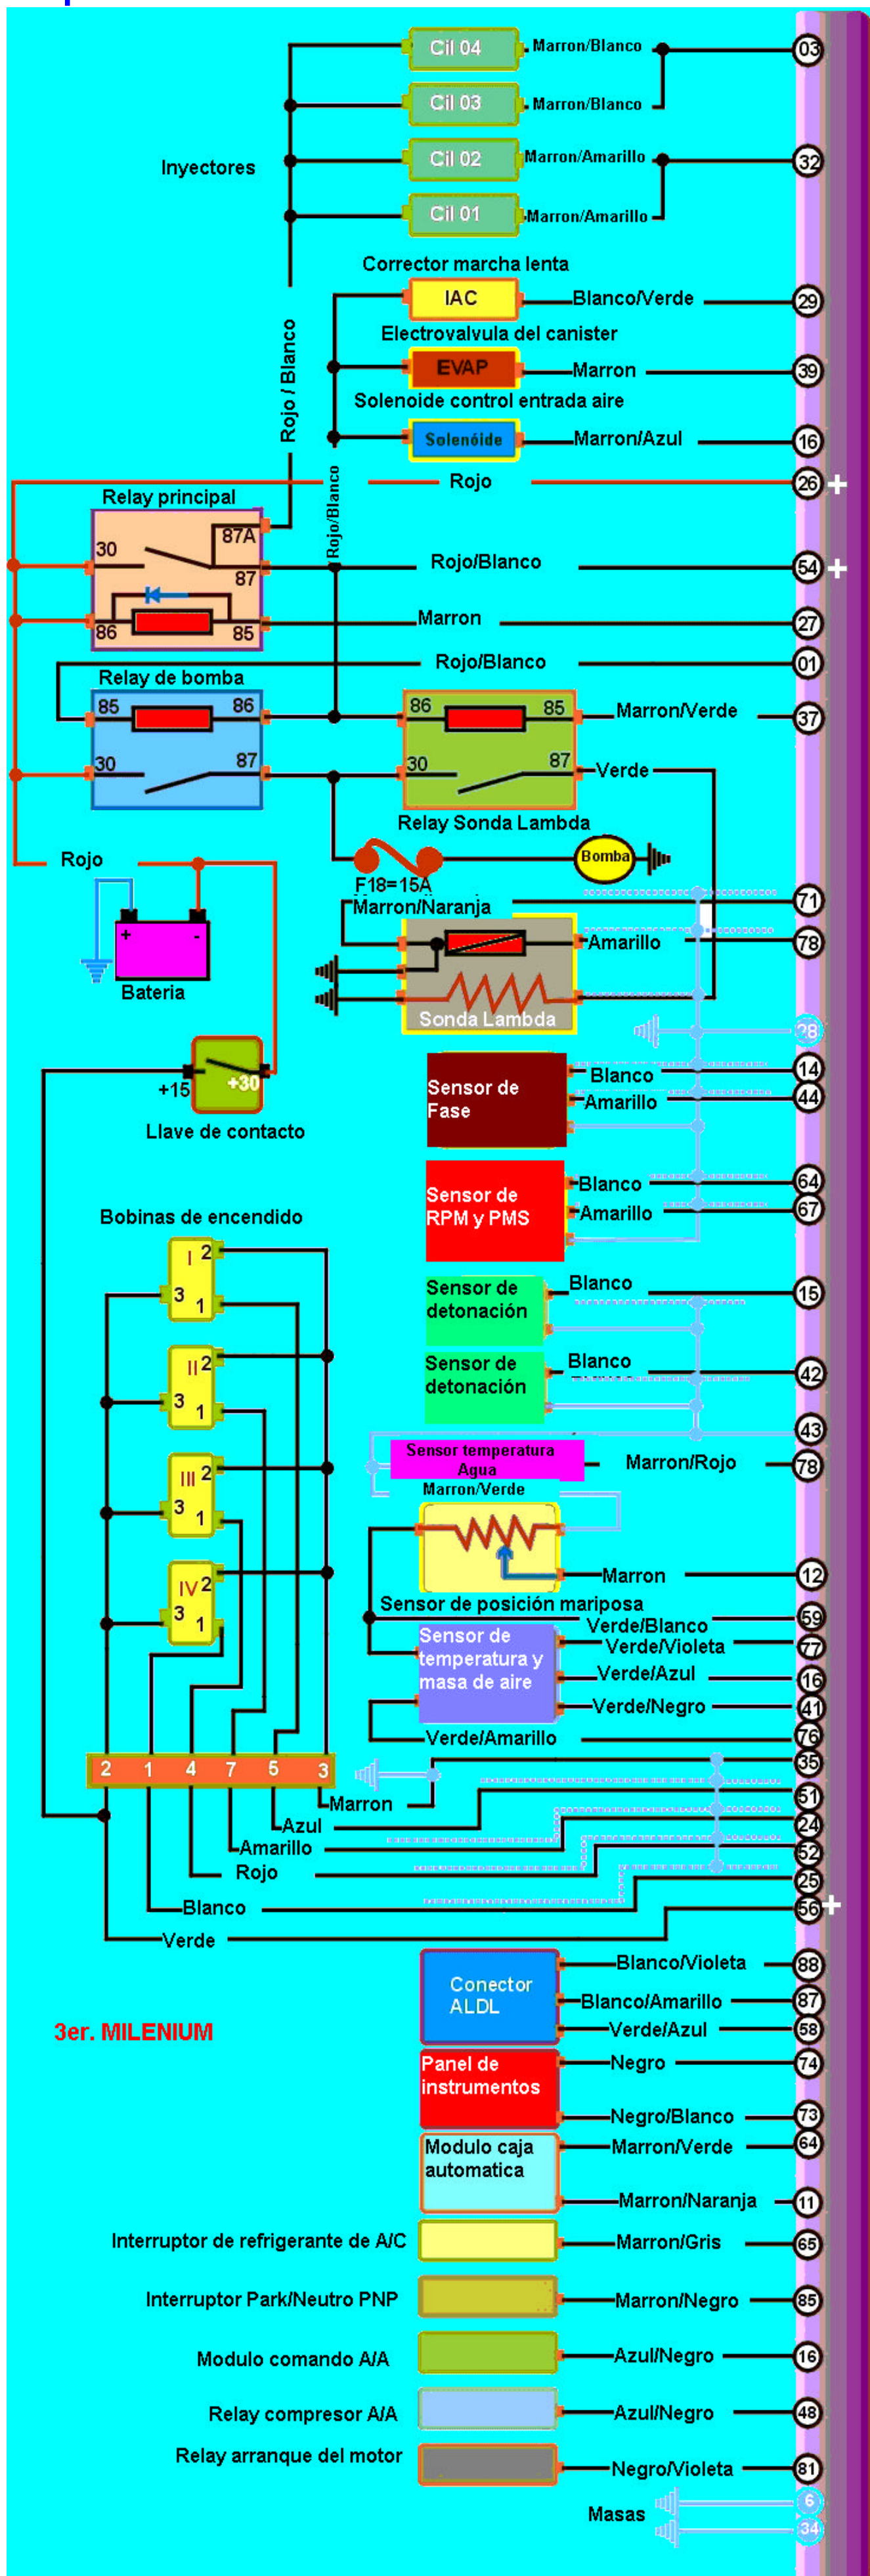 Cil 04 Marron/Blanco 03
Cil 03 Marron/Blanco
Inyectores
Cil 02 Marron/Amarillo 32
Cil 01 Marron/Amarillo
Corrector marcha lenta
IAC Blanco/Verde 29
Electrovalvula del canister
EVAP Marron 39
Solenoide control entrada aire
Solenóide Marron/Azul 16
Rojo / Blanco
Rojo/Blanco
Rojo 26 +
Relay principal
87A
30
87
Rojo/Blanco 54 +
86 85
Marron 27
Rojo/Blanco 01
Relay de bomba
85 86
86 85
Marron/Verde 37
30 87
30 87
Verde
Relay Sonda Lambda
Rojo
Bomba
F18=15A
Marron/Naranja 71
+ -
Bateria
Amarillo 78
Sonda Lambda
28
+15 +30
Llave de contacto
Sensor de
Fase
Blanco 14
Amarillo 44
Sensor de
RPM y PMS
Blanco 64
Amarillo 67
Bobinas de encendido
I 2
3 1
II 2
3 1
III 2
3 1
IV 2
3 1
Sensor de
detonación
Blanco 15
Sensor de
detonación
Blanco 42
43
Sensor temperatura
Agua
Marron/Rojo 78
Marron/Verde
Marron 12
Sensor de posición mariposa
59
Verde/Blanco
Sensor de
temperatura y
masa de aire
Verde/Violeta 77
Verde/Azul 16
Verde/Negro 41
Verde/Amarillo 76
2 1 4 7 5 3
35
Marron
51
Azul
24
Amarillo
52
Rojo
25
Blanco
56 +
Verde
Conector
ALDL
Blanco/Violeta 88
Blanco/Amarillo 87
Verde/Azul 58
3er. MILENIUM
Panel de
instrumentos
Negro 74
Negro/Blanco 73
Modulo caja
automatica
Marron/Verde 64
Marron/Naranja 11
Interruptor de refrigerante de A/C Marron/Gris 65
Interruptor Park/Neutro PNP Marron/Negro 85
Modulo comando A/A Azul/Negro 16
Relay compresor A/A Azul/Negro 48
Relay arranque del motor Negro/Violeta 81
Masas
6
34